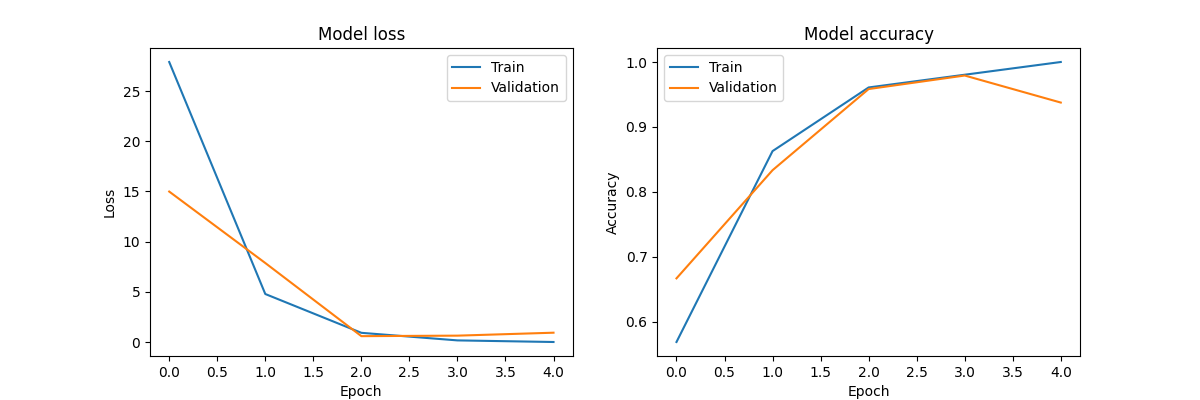 Model loss
Train
Validation
25
20
15
10
5
0
Loss
0.0 0.5 1.0 1.5 2.0 2.5 3.0 3.5 4.0
Epoch
Model accuracy
Train
Validation
1.0
0.9
0.8
0.7
0.6
Accuracy
0.0 0.5 1.0 1.5 2.0 2.5 3.0 3.5 4.0
Epoch